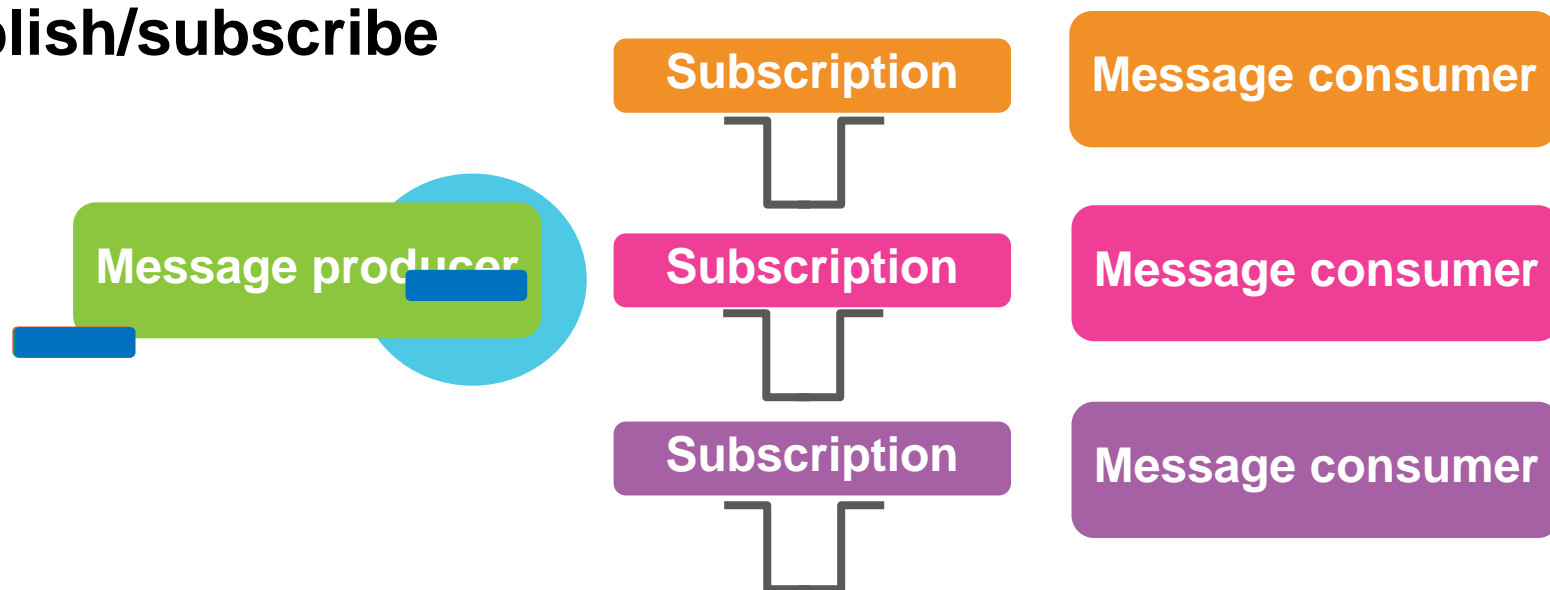 blish/subscribe
Subscription
Message consumer
Message producer
Subscription
Message consumer
Subscription
Message consumer